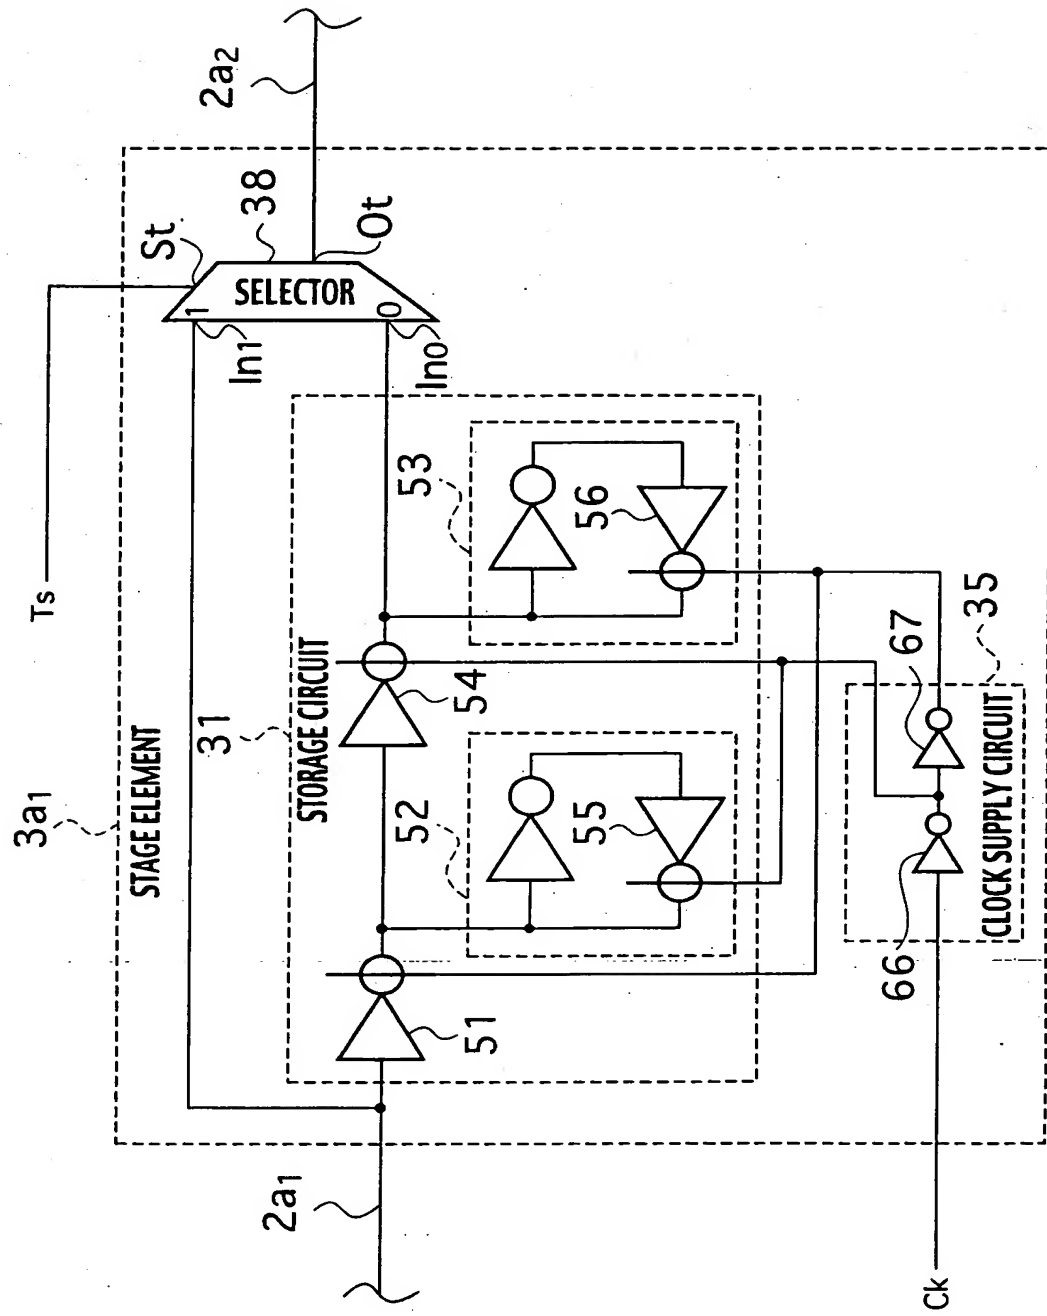 3a1
STAGE ELEMENT
Ts
St
38
2a2
SELECTOR
1
0
Ot
In1
In0
31
STORAGE CIRCUIT
53
56
54
52
55
51
2a1
35
67
66
CLOCK SUPPLY CIRCUIT
Ck